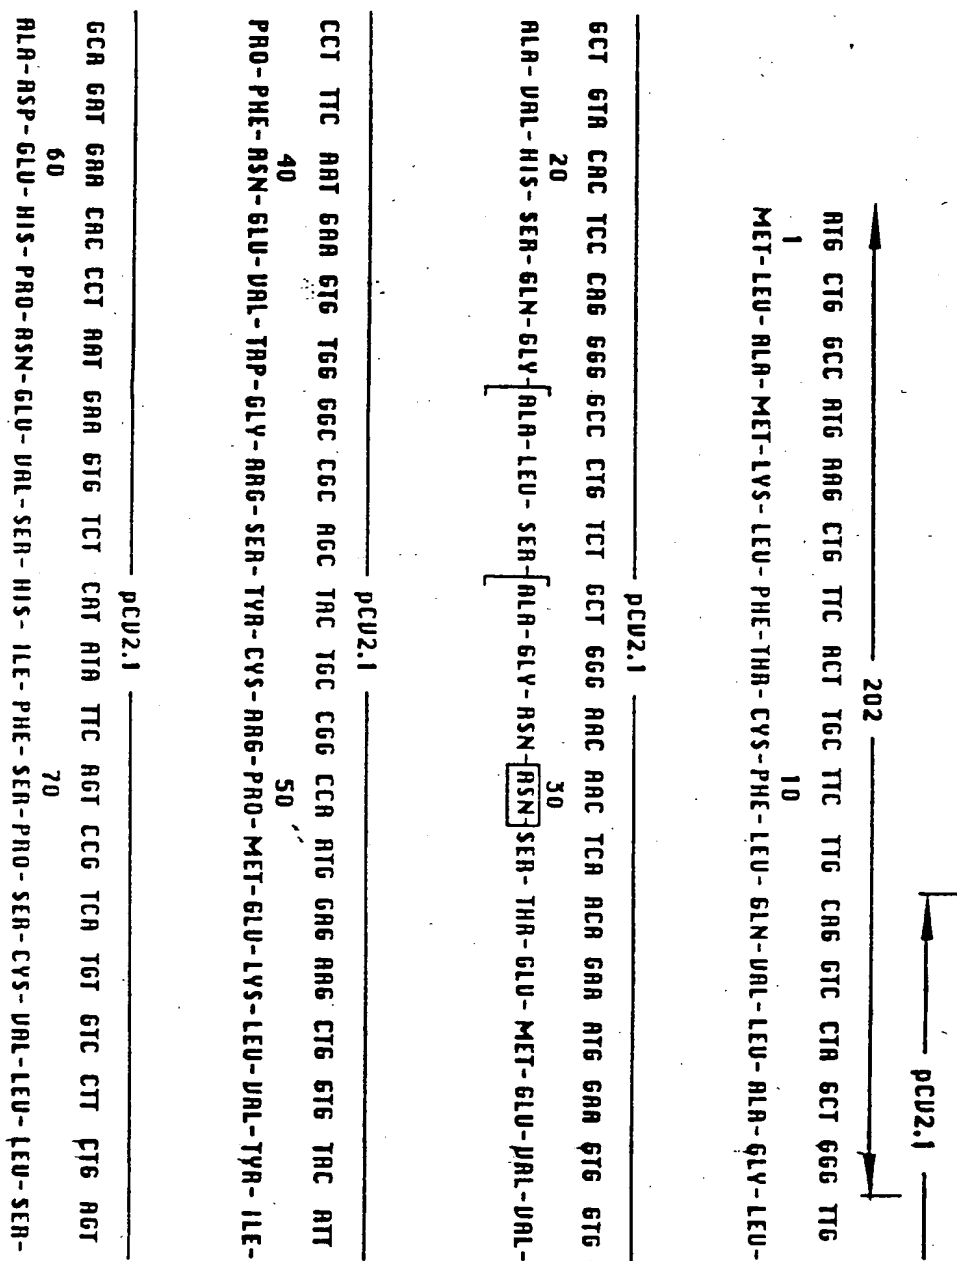 pCV2.1
202
ATG CTG GCC ATG AAG CTG TTC ACT TGC TTC TTG CAG GTC CTA GCT GGG TTG
1 10
MET-LEU-ALA-MET-LYS-LEU-PHE-THR-CYS-PHE-LEU-GLN-VAL-LEU-ALA-GLY-LEU-
pCV2.1
GCT GTA CAC TCC CAG GGG GCC CTG TCT GCT GGG AAC AAC TCA ACA GAA ATG GAA GTG GTG
20 30
ALA-VAL-HIS-SER-GLN-GLY-ALA-LEU-SER-ALA-GLY-ASN-ASN-SER-THR-GLU-MET-GLU-VAL-VAL-
pCV2.1
CCT TTC AAT GAA GTG TGG GGC CGC AGC TAC TGC CGG CCA ATG GAG AAG CTG GTG TAC ATT
40 50
PRO-PHE-ASN-GLU-VAL-TRP-GLY-ARG-SER-TYR-CYS-ARG-PRO-MET-GLU-LYS-LEU-VAL-TYR-ILE-
pCV2.1
GCA GAT GAA CAC CCT AAT GAA GTG TCT CAT ATA TTC AGT CCG TCA TGT GTC CTT CTG AGT
60 70
ALA-ASP-GLU-HIS-PRO-ASN-GLU-VAL-SER-HIS-ILE-PHE-SER-PRO-SER-CYS-VAL-LEU-LEU-SER-